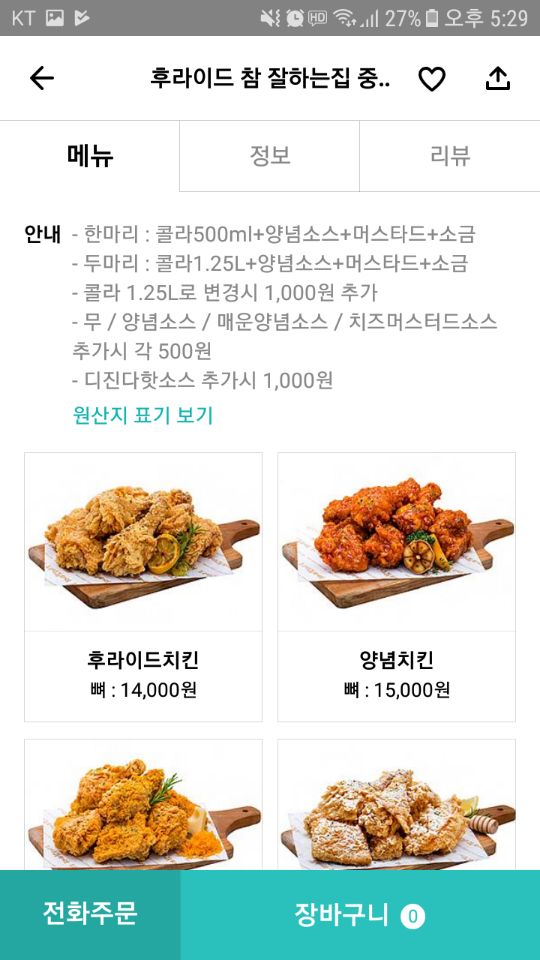 KT HD 27% 오후 5:29
후라이드 참 잘하는집 중..
메뉴 정보 리뷰
안내 - 한마리 : 콜라500ml+양념소스+머스타드+소금
- 두마리 : 콜라1.25L+양념소스+머스타드+소금
- 콜라 1.25L로 변경시 1,000원 추가
- 무 / 양념소스 / 매운양념소스 / 치즈머스터드소스
추가시 각 500원
- 디진다핫소스 추가시 1,000원
원산지 표기 보기
후라이드치킨
뼈 : 14,000원
양념치킨
뼈 : 15,000원
전화주문 장바구니 0